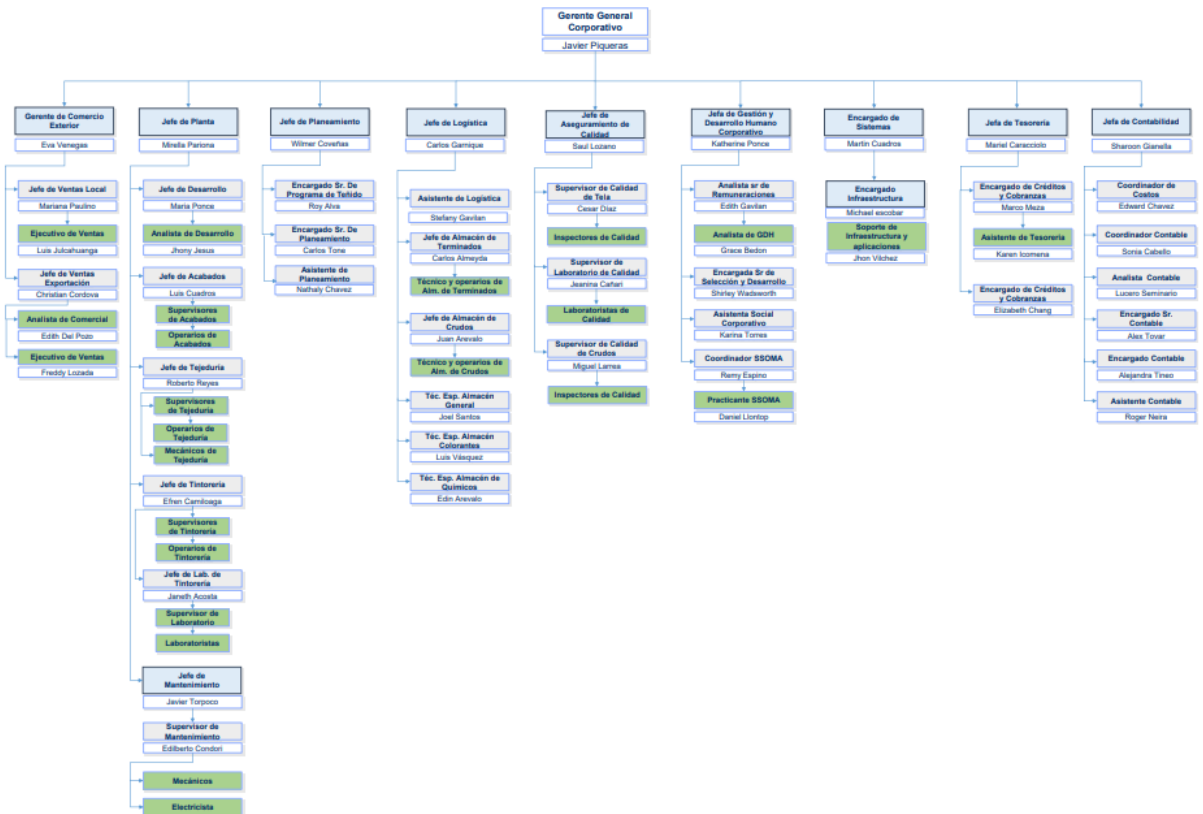 Gerente General
Corporativo
Javier Piqueras
Gerente de Comercio
Exterior
Eva Venegas
Jefe de Ventas Local
Mariana Paulino
Ejecutivo de Ventas
Luis Julcahuanga
Jefe de Ventas
Exportación
Christian Cordova
Analista de Comercial
Edith Del Pozo
Ejecutivo de Ventas
Freddy Lozada
Jefe de Planta
Mirella Pariona
Jefe de Desarrollo
Maria Ponce
Analista de Desarrollo
Jhony Jesus
Jefe de Acabados
Luis Cuadros
Supervisores
de Acabados
Operarios de
Acabados
Jefe de Tejeduría
Roberto Reyes
Supervisores
de Tejeduría
Operarios de
Tejeduría
Mecánicos de
Tejeduría
Jefe de Tintorería
Efren Camiloaga
Supervisores
de Tintorería
Operarios de
Tintorería
Jefe de Lab. de
Tintorería
Janeth Acosta
Supervisor de
Laboratorio
Laboratoristas
Jefe de
Mantenimiento
Javier Torpoco
Supervisor de
Mantenimiento
Edilberto Condori
Mecánicos
Electricista
Jefe de Planeamiento
Wilmer Coveñas
Encargado Sr. De
Programa de Teñido
Roy Alva
Encargado Sr. De
Planeamiento
Carlos Tone
Asistente de
Planeamiento
Nathaly Chavez
Jefe de Logística
Carlos Garnique
Asistente de Logística
Stefany Gavilan
Jefe de Almacén de
Terminados
Carlos Almeyda
Técnico y operarios de
Alm. de Terminados
Jefe de Almacén de
Crudos
Juan Arevalo
Técnico y operarios de
Alm. de Crudos
Téc. Esp. Almacén
General
Joel Santos
Téc. Esp. Almacén
Colorantes
Luis Vásquez
Téc. Esp. Almacén de
Químicos
Edin Arevalo
Jefe de
Aseguramiento de
Calidad
Saul Lozano
Supervisor de Calidad
de Tela
Cesar Diaz
Inspectores de Calidad
Supervisor de
Laboratorio de Calidad
Jeanina Cañari
Laboratoristas de
Calidad
Supervisor de Calidad
de Crudos
Miguel Larrea
Inspectores de Calidad
Jefa de Gestión y
Desarrollo Humano
Corporativo
Katherine Ponce
Analista sr de
Remuneraciones
Edith Gavilan
Analista de GDH
Grace Bedon
Encargada Sr de
Selección y Desarrollo
Shirley Wadsworth
Asistenta Social
Corporativo
Karina Torres
Coordinador SSOMA
Remy Espino
Practicante SSOMA
Daniel Llontop
Encargado de
Sistemas
Martin Cuadros
Encargado
Infraestructura
Michael escobar
Soporte de
Infraestructura y
aplicaciones
Jhon Vilchez
Jefa de Tesorería
Mariel Caracciolo
Encargado de Créditos
y Cobranzas
Marco Meza
Asistente de Tesorería
Karen Icomena
Encargado de Créditos
y Cobranzas
Elizabeth Chang
Jefa de Contabilidad
Sharoon Gianella
Coordinador de
Costos
Edward Chavez
Coordinador Contable
Sonia Cabello
Analista Contable
Lucero Seminario
Encargado Sr.
Contable
Alex Tovar
Encargado Contable
Alejandra Tineo
Asistente Contable
Roger Neira